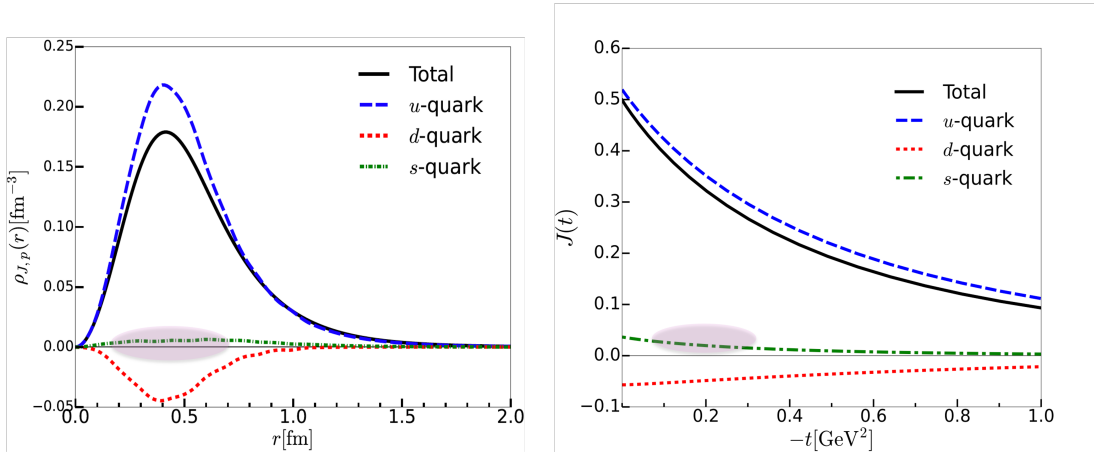 0.25
0.20
0.15
0.10
0.05
0.00
−0.05
ρ_{J,p}(r)[fm⁻³]
Total
u-quark
d-quark
s-quark
0.0 0.5 1.0 1.5 2.0
r[fm]
0.6
0.5
0.4
0.3
0.2
0.1
0.0
−0.1
J(t)
Total
u-quark
d-quark
s-quark
0.2 0.4 0.6 0.8 1.0
−t[GeV²]